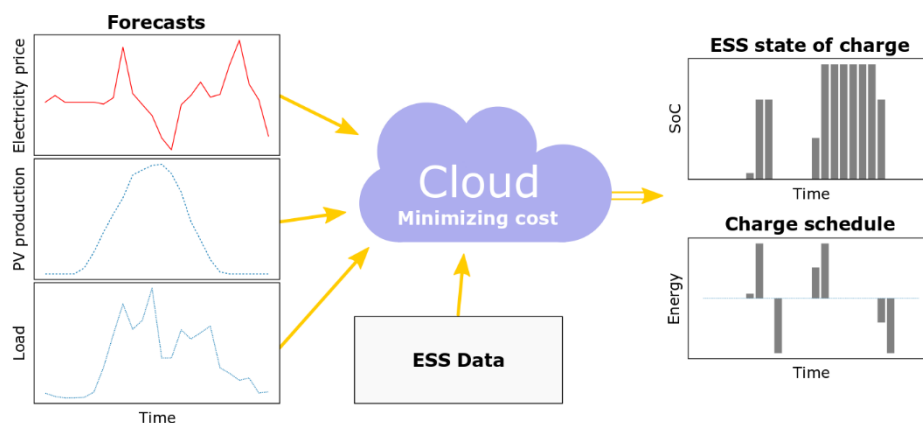 Forecasts
Electricity price
PV production
Load
Time
Cloud
Minimizing cost
ESS Data
ESS state of charge
SoC
Time
Charge schedule
Energy
Time